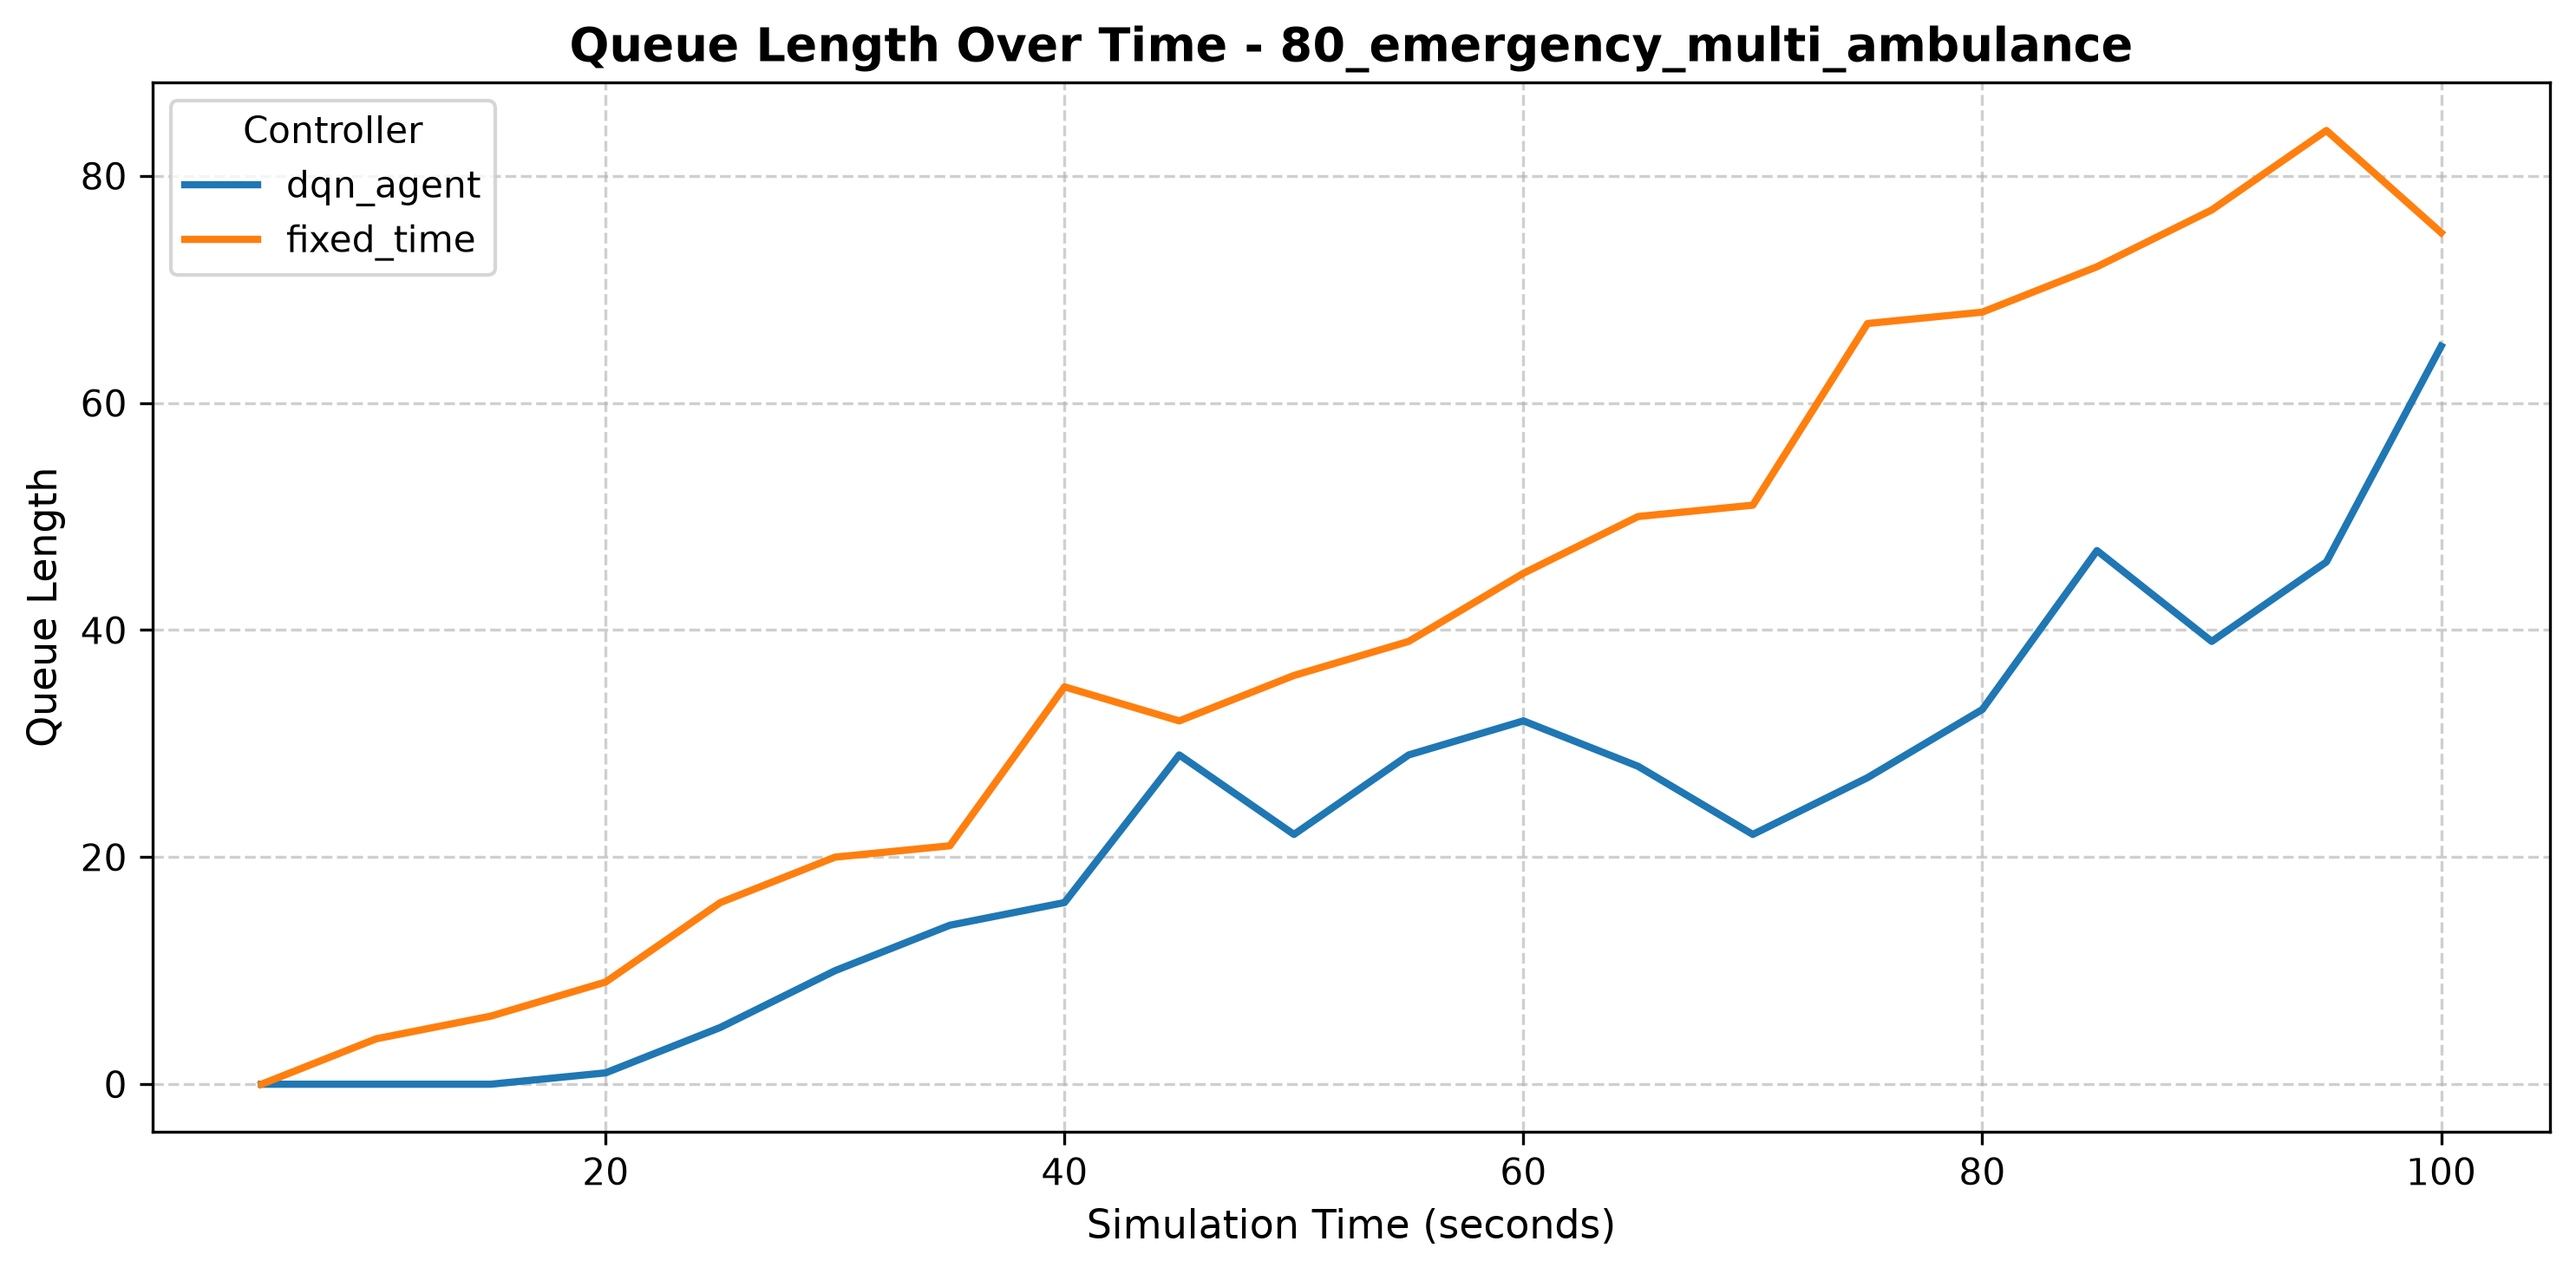 Queue Length Over Time - 80_emergency_multi_ambulance
Controller
dqn_agent
fixed_time
Queue Length
80
60
40
20
0
20
40
60
80
100
Simulation Time (seconds)